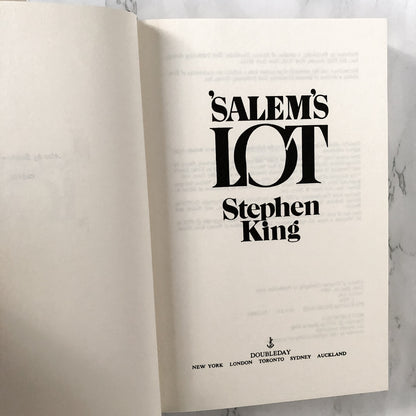 'SALEM'S
LOT
Stephen
King
DOUBLEDAY
NEW YORK LONDON TORONTO SYDNEY AUCKLAND